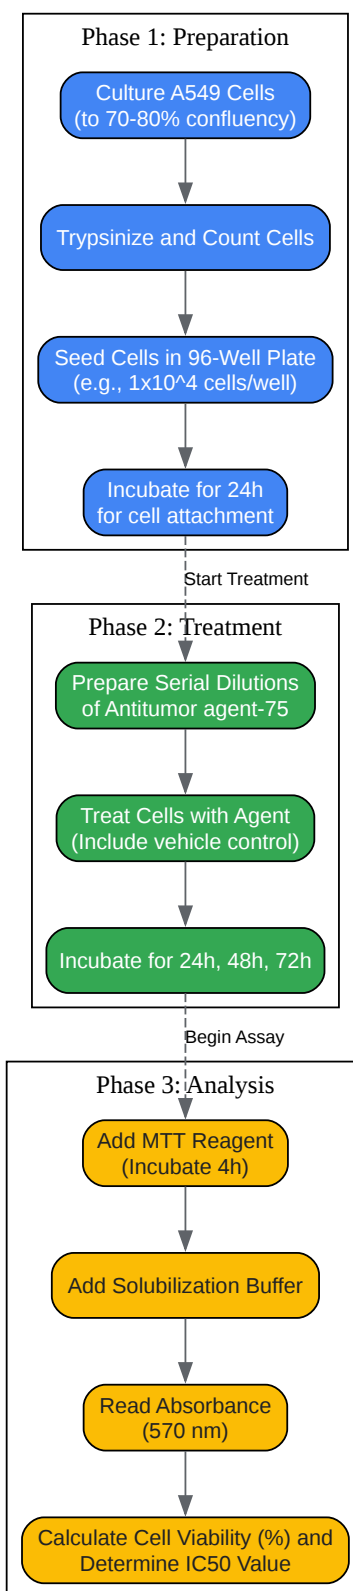 Phase 1: Preparation
Culture A549 Cells
(to 70-80% confluency)
Trypsinize and Count Cells
Seed Cells in 96-Well Plate
(e.g., 1x10^4 cells/well)
Incubate for 24h
for cell attachment
Start Treatment
Phase 2: Treatment
Prepare Serial Dilutions
of Antitumor agent-75
Treat Cells with Agent
(Include vehicle control)
Incubate for 24h, 48h, 72h
Begin Assay
Phase 3: Analysis
Add MTT Reagent
(Incubate 4h)
Add Solubilization Buffer
Read Absorbance
(570 nm)
Calculate Cell Viability (%) and
Determine IC50 Value